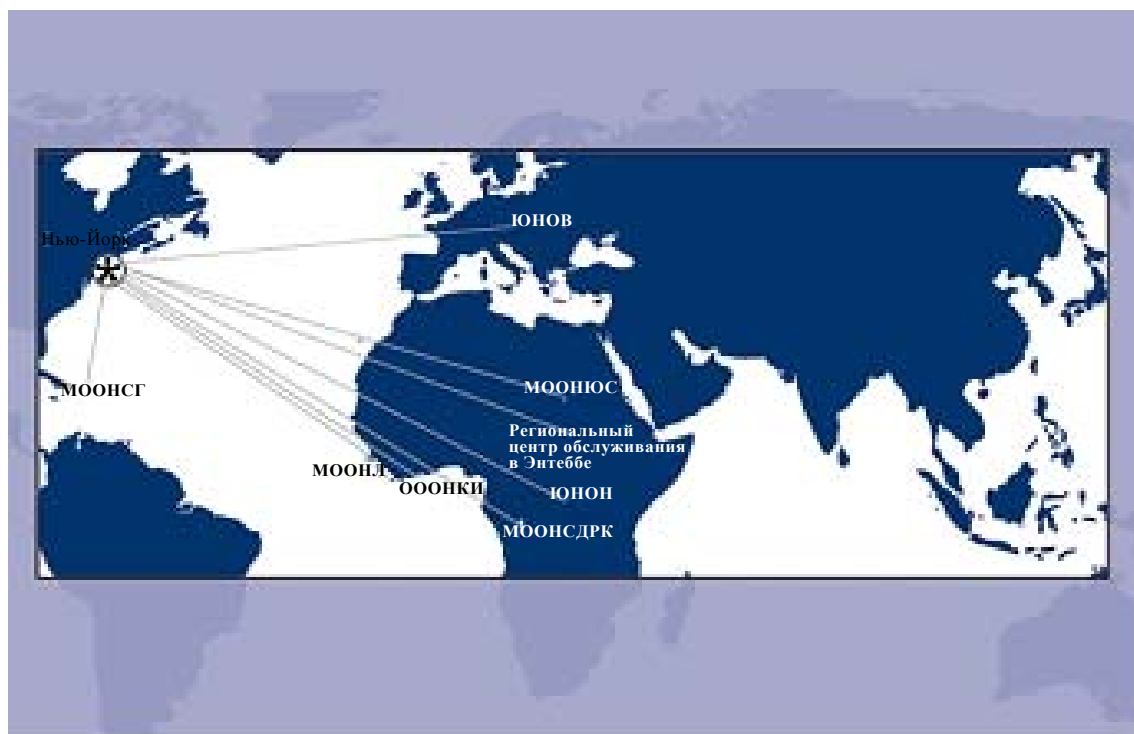 ЮНОВ
Нью-Йорк
МООНСГ
МООНЮС
Региональный
центр обслуживания
в Энтеббе
МООНЛ
ОООНКИ
ЮНОН
МООНСДРК